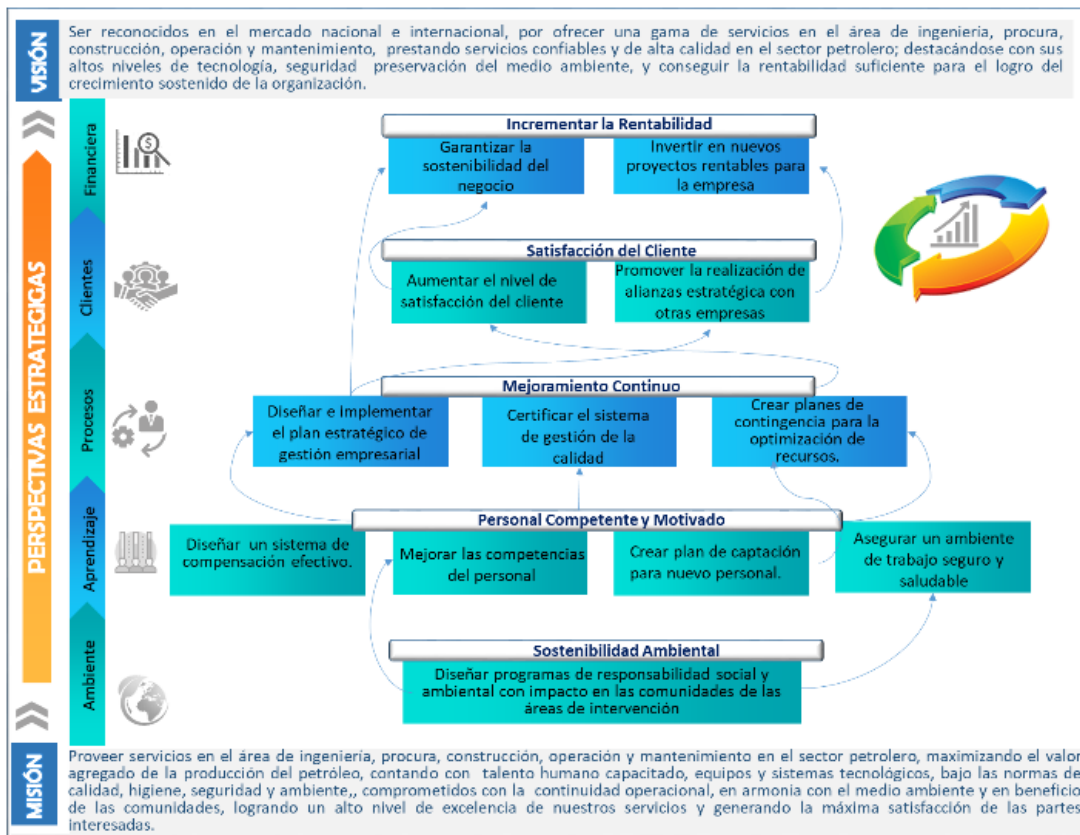 VISIÓN
Ser reconocidos en el mercado nacional e internacional, por ofrecer una gama de servicios en el área de ingeniería, procura,
construcción, operación y mantenimiento, prestando servicios confiables y de alta calidad en el sector petrolero; destacándose con sus
altos niveles de tecnología, seguridad preservación del medio ambiente, y conseguir la rentabilidad suficiente para el logro del
crecimiento sostenido de la organización.
PERSPECTIVAS ESTRATEGIGAS
Financiera
Incrementar la Rentabilidad
Garantizar la
sostenibilidad del
negocio
Invertir en nuevos
proyectos rentables para
la empresa
Clientes
Satisfacción del Cliente
Aumentar el nivel de
satisfacción del cliente
Promover la realización de
alianzas estratégica con
otras empresas
Procesos
Mejoramiento Continuo
Diseñar e implementar
el plan estratégico de
gestión empresarial
Certificar el sistema
de gestión de la
calidad
Crear planes de
contingencia para la
optimización de
recursos.
Aprendizaje
Personal Competente y Motivado
Diseñar un sistema de
compensación efectivo.
Mejorar las competencias
del personal
Crear plan de captación
para nuevo personal.
Asegurar un ambiente
de trabajo seguro y
saludable
Ambiente
Sostenibilidad Ambiental
Diseñar programas de responsabilidad social y
ambiental con impacto en las comunidades de las
áreas de intervención
MISIÓN
Proveer servicios en el área de ingeniería, procura, construcción, operación y mantenimiento en el sector petrolero, maximizando el valor
agregado de la producción del petróleo, contando con talento humano capacitado, equipos y sistemas tecnológicos, bajo las normas de
calidad, higiene, seguridad y ambiente,, comprometidos con la continuidad operacional, en armonia con el medio ambiente y en beneficio
de las comunidades, logrando un alto nivel de excelencia de nuestros servicios y generando la máxima satisfacción de las partes
interesadas.